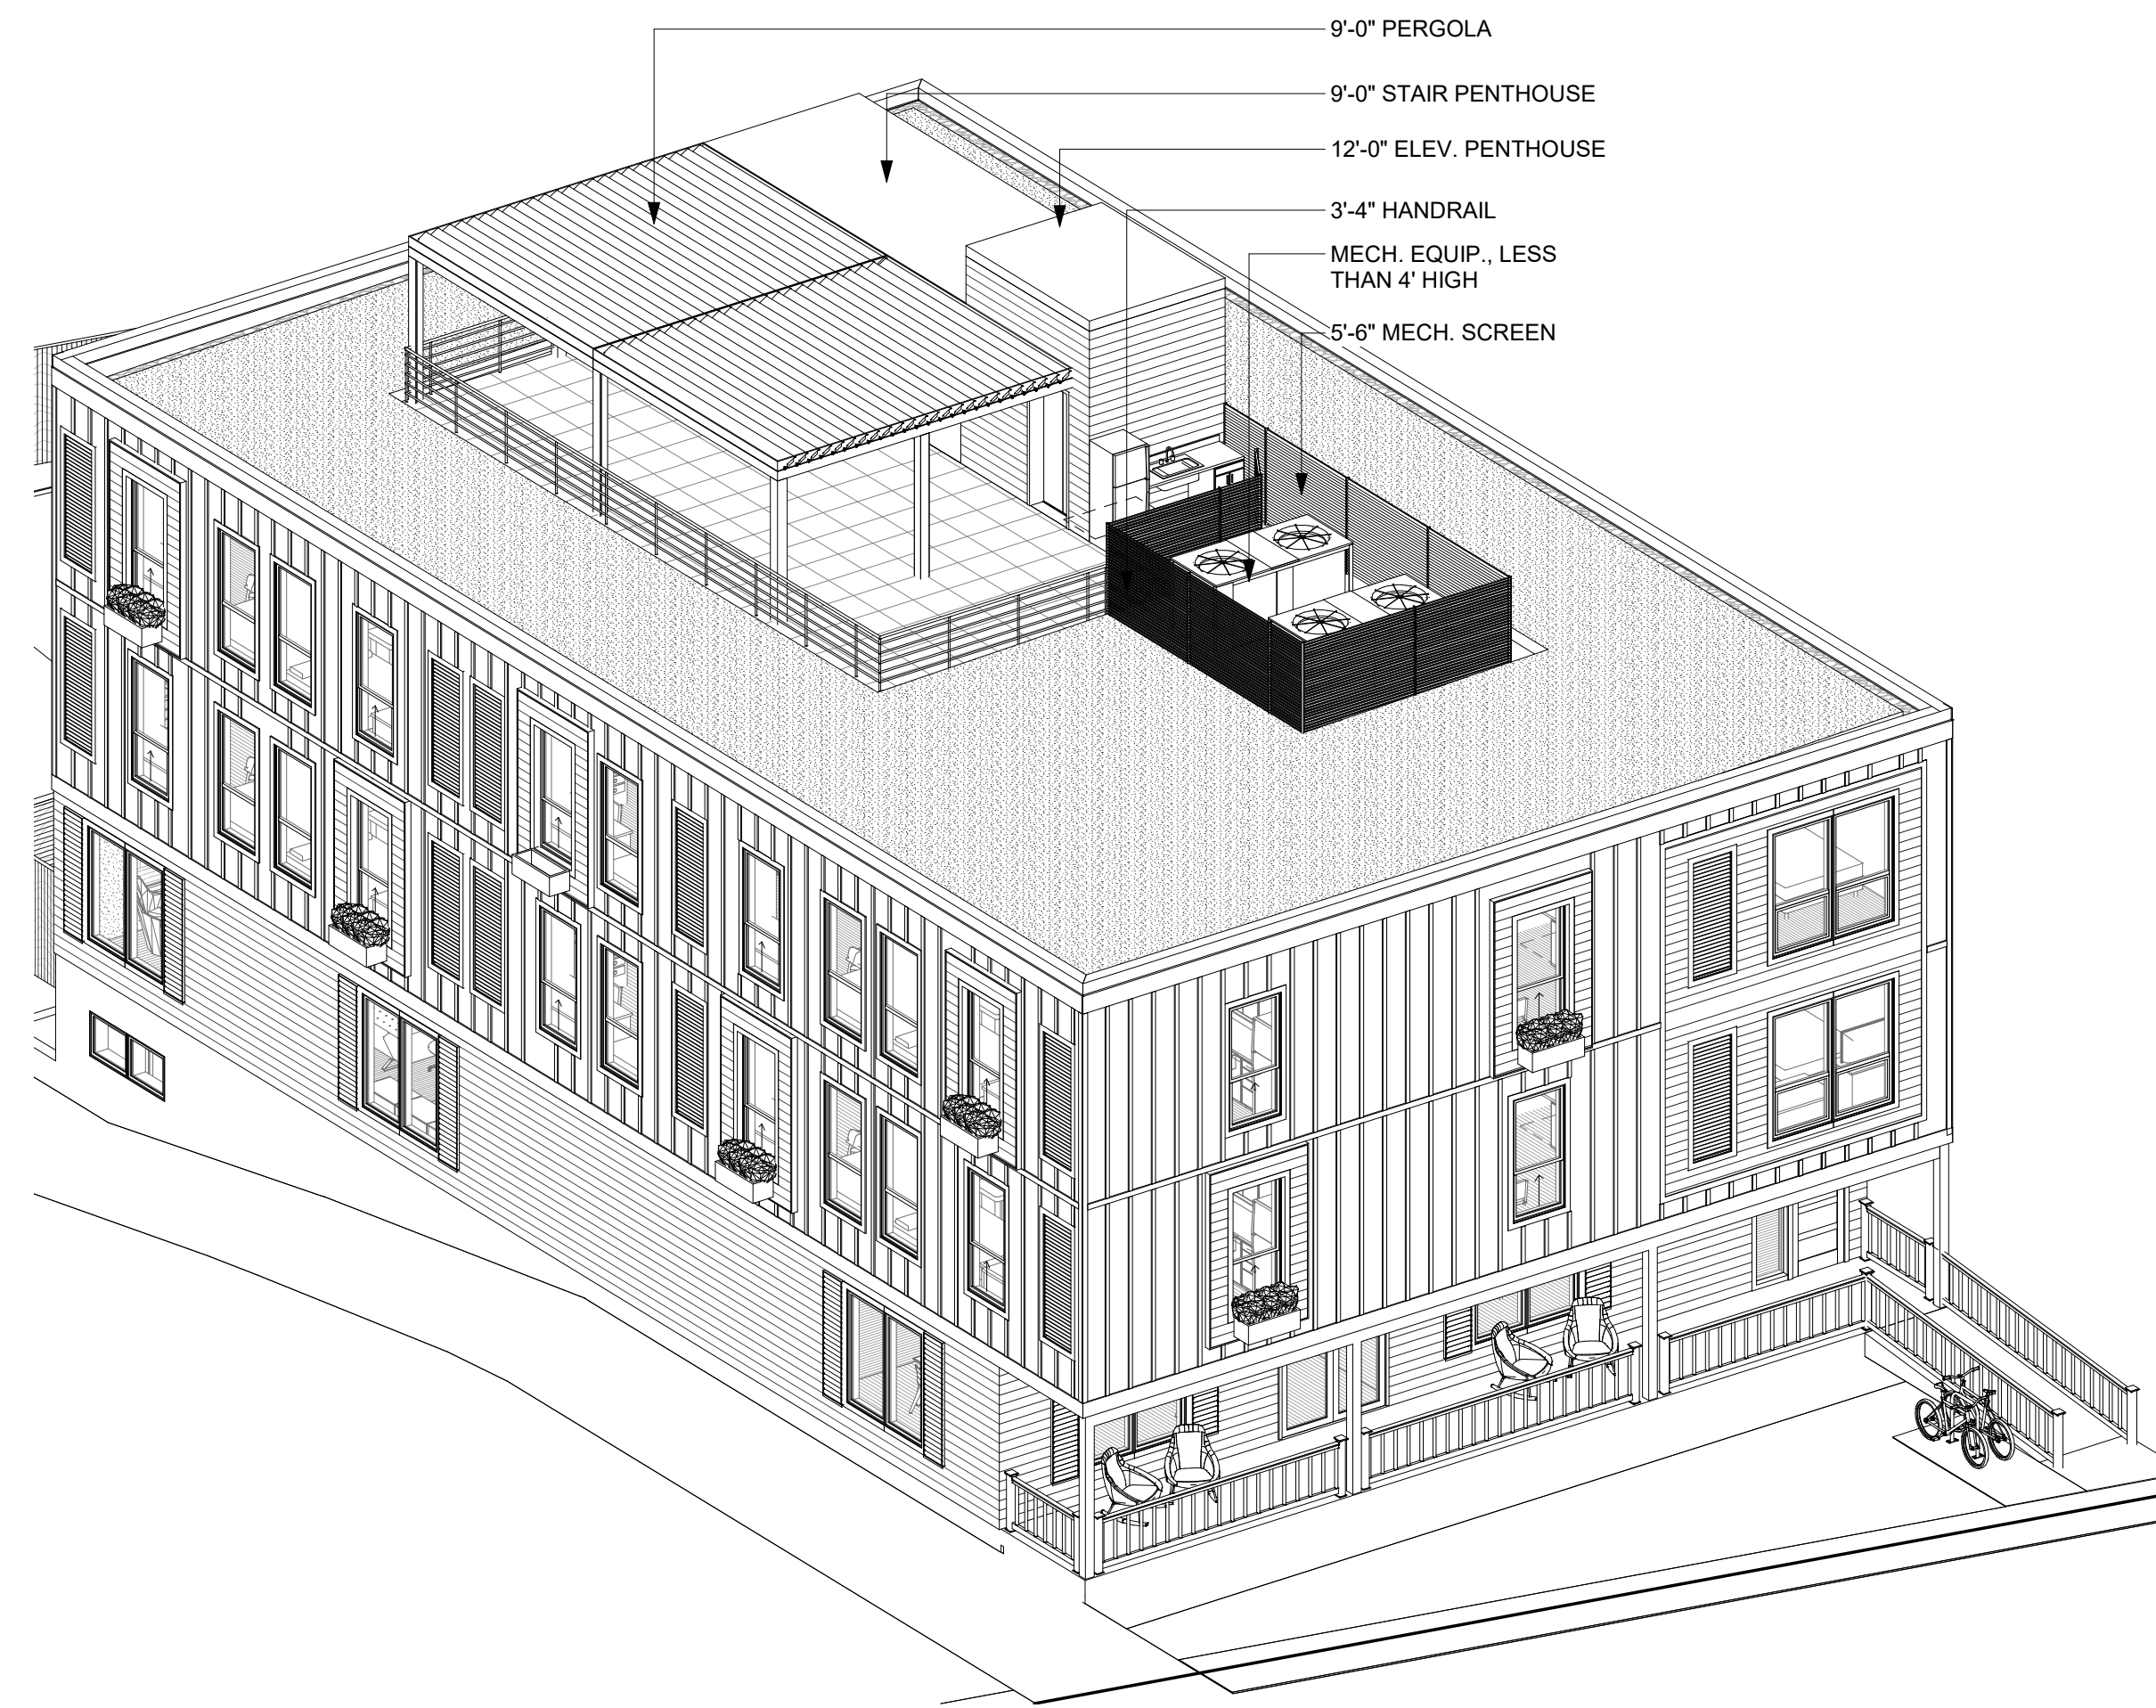 9'-0" PERGOLA
9'-0" STAIR PENTHOUSE
12'-0" ELEV. PENTHOUSE
3'-4" HANDRAIL
MECH. EQUIP., LESS
THAN 4' HIGH
5'-6" MECH. SCREEN